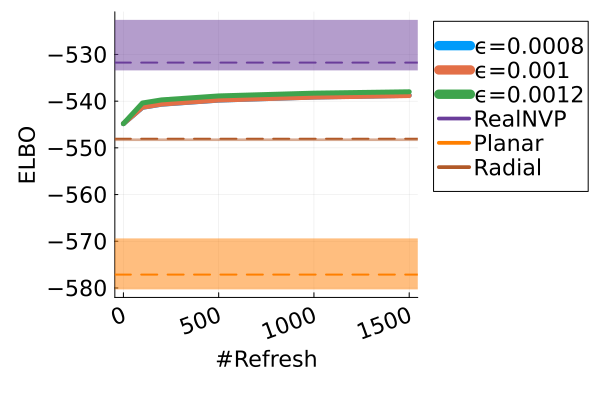 ELBO
−530
−540
−550
−560
−570
−580
0
500
1000
1500
#Refresh
ϵ=0.0008
ϵ=0.001
ϵ=0.0012
RealNVP
Planar
Radial